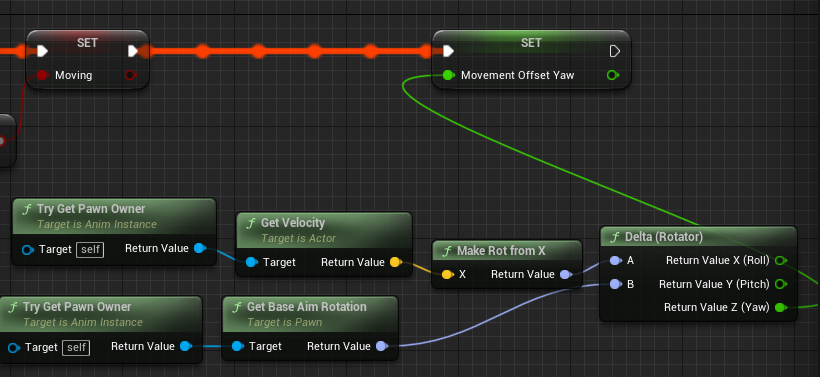 SET
Moving
SET
Movement Offset Yaw
Try Get Pawn Owner
Target is Anim Instance
Target self
Return Value
Get Velocity
Target is Actor
Target
Return Value
Make Rot from X
X
Return Value
Delta (Rotator)
A
Return Value X (Roll)
B
Return Value Y (Pitch)
Return Value Z (Yaw)
Try Get Pawn Owner
Target is Anim Instance
Target self
Return Value
Get Base Aim Rotation
Target is Pawn
Target
Return Value